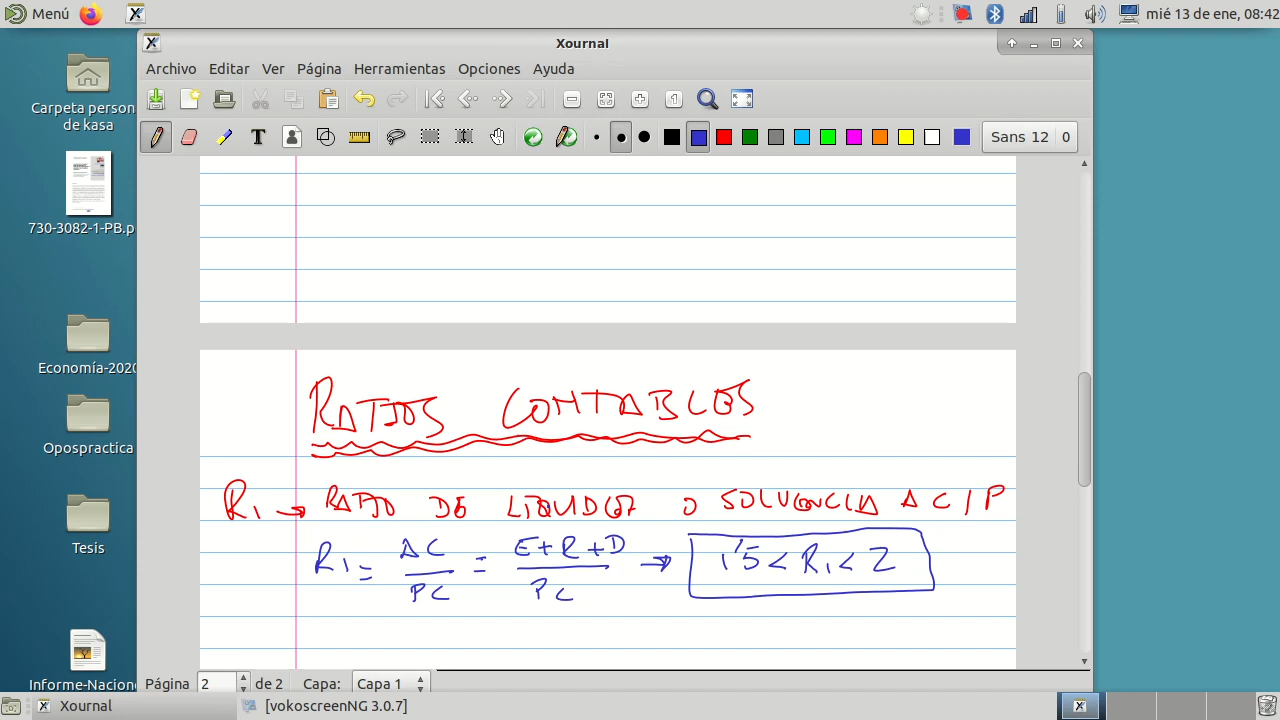 Menú
mié 13 de ene, 08:42
Xournal
Archivo Editar Ver Página Herramientas Opciones Ayuda
Sans 12 0
Carpeta person
de kasa
730-3082-1-PB.p
Economía-2020
Opospractica
Tesis
Informe-Nacion
RATIOS CONTABLES
R1 → RATIO DE LIQUIDEZ O SOLVENCIA A C/P
R1 = AC/PC = E+R+D/PC → 1'5 < R1 < 2
Página 2 de 2 Capa: Capa 1
Xournal
[vokoscreenNG 3.0.7]